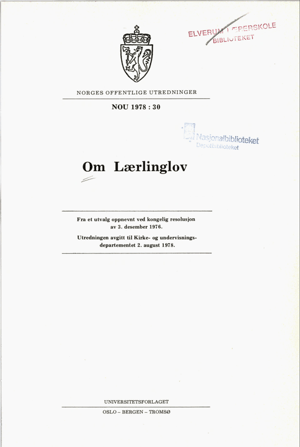 ELVERUM LÆRERSKOLE
BIBLIOTEKET
NORGES OFFENTLIGE UTREDNINGER
NOU 1978 : 30
Nasjonalbiblioteket
Om Lærlinglov
Fra et utvalg oppnevnt ved kongelig resolusjon
av 3. desember 1976.
Utredningen avgitt til Kirke- og undervisnings-
departementet 2. august 1978.
UNIVERSITETSFORLAGET
OSLO – BERGEN – TROMSØ